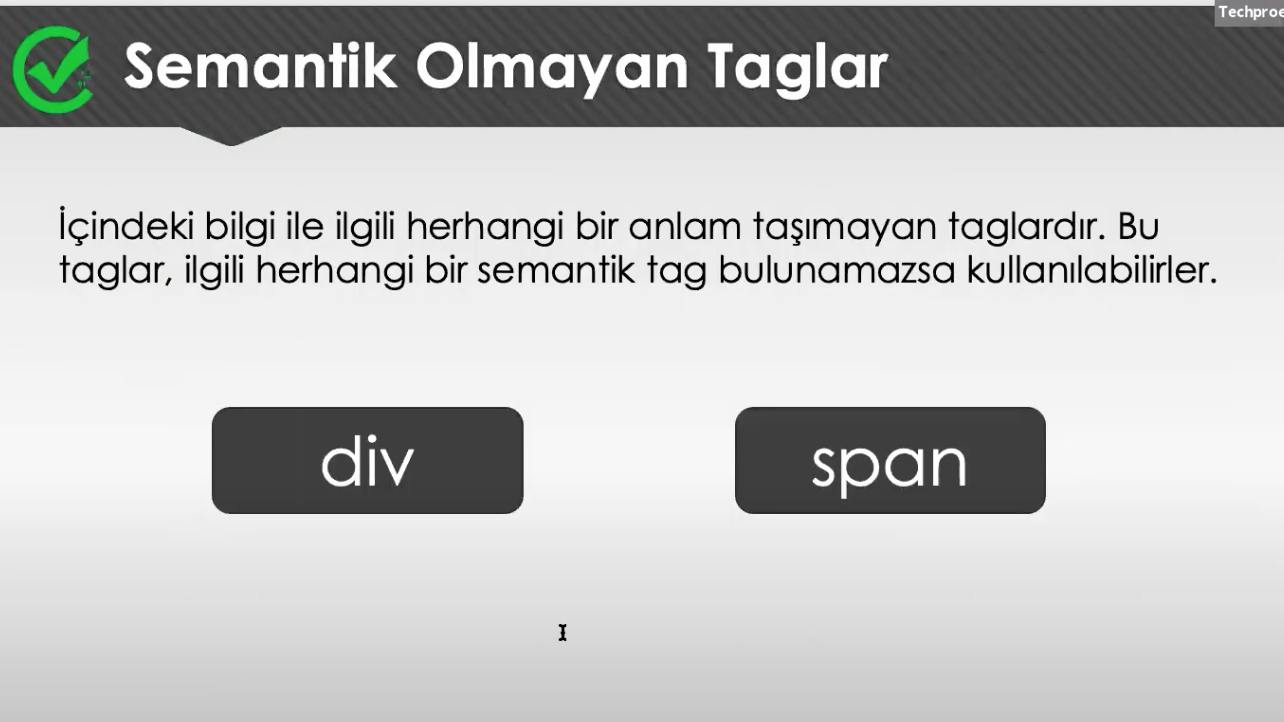 Techproe
Semantik Olmayan Taglar
İçindeki bilgi ile ilgili herhangi bir anlam taşımayan taglardır. Bu
taglar, ilgili herhangi bir semantik tag bulunamazsa kullanılabilirler.
div
span